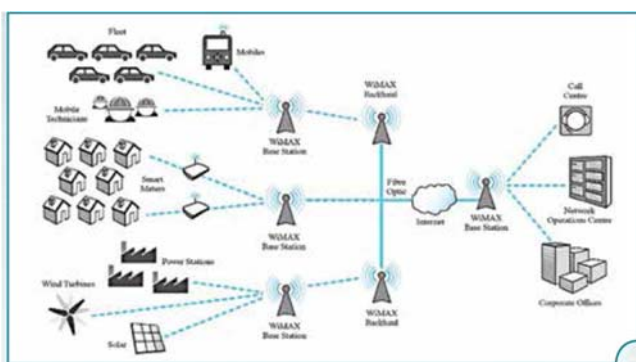 Fleet
Mobiles
Mobile
Technicians
WiMAX
Base Station
WiMAX
Backhaul
Call
Centre
Smart
Meters
WiMAX
Base Station
Fibre
Optic
Internet
WiMAX
Base Station
Network
Operations Centre
Power Stations
Wind Turbines
Solar
WiMAX
Base Station
WiMAX
Backhaul
Corporate Offices